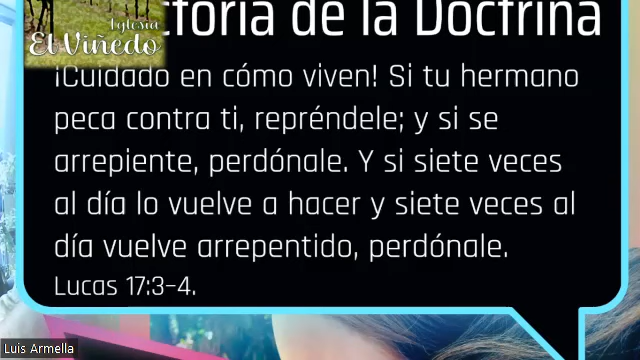 Iglesia
El Viñedo
ctoria de la Doctrina
¡Cuidado en cómo viven! Si tu hermano
peca contra ti, repréndele; y si se
arrepiente, perdónale. Y si siete veces
al día lo vuelve a hacer y siete veces al
día vuelve arrepentido, perdónale.
Lucas 17:3–4.
Luis Armella